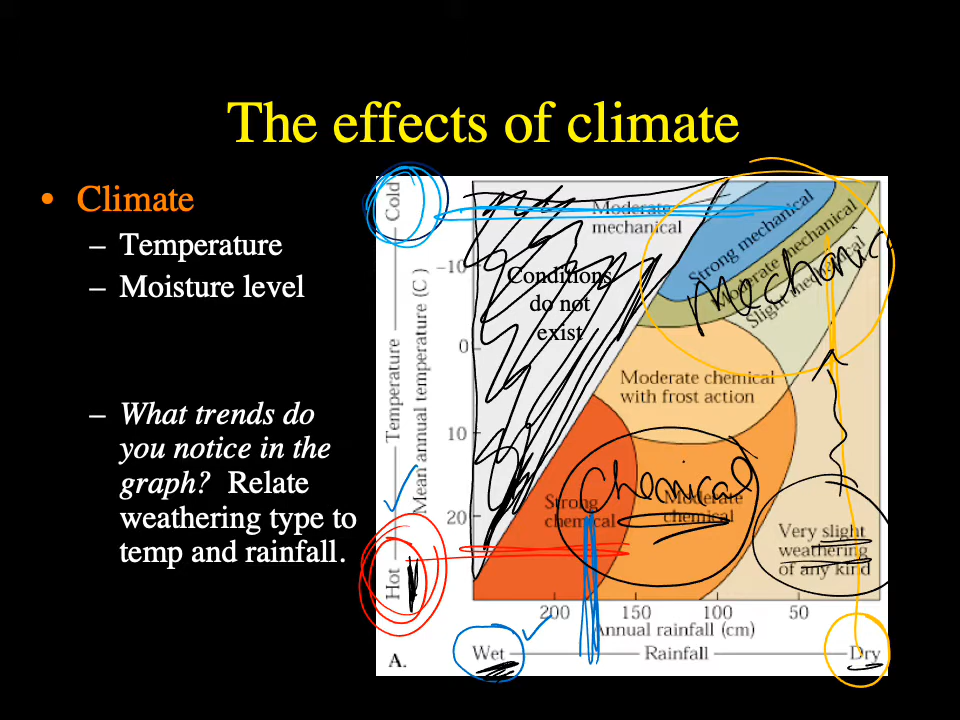 The effects of climate
• Climate
– Temperature
– Moisture level
– What trends do
you notice in the
graph? Relate
weathering type to
temp and rainfall.
Cold
Temperature
Hot
Mean annual temperature (C)
–10
0
10
20
Moderate
mechanical
Strong mechanical
Moderate mechanical
Slight mechanical
mechanic
Conditions
do not
exist
Moderate chemical
with frost action
Chemical
Strong
chemical
Moderate
chemical
Very slight
weathering
of any kind
200
150
100
50
Annual rainfall (cm)
A.
Wet
Rainfall
Dry